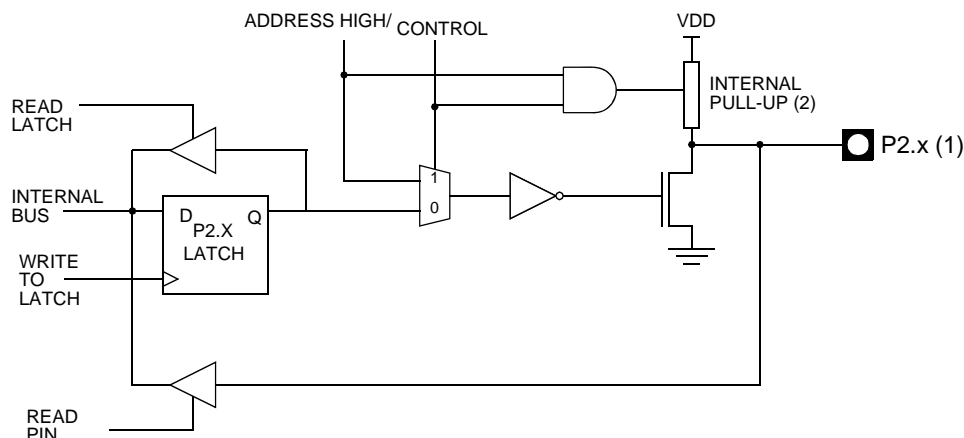 ADDRESS HIGH/
CONTROL
VDD
INTERNAL
PULL-UP (2)
READ
LATCH
P2.x (1)
1
0
INTERNAL
BUS
D
Q
P2.X
LATCH
WRITE
TO
LATCH
READ
PIN